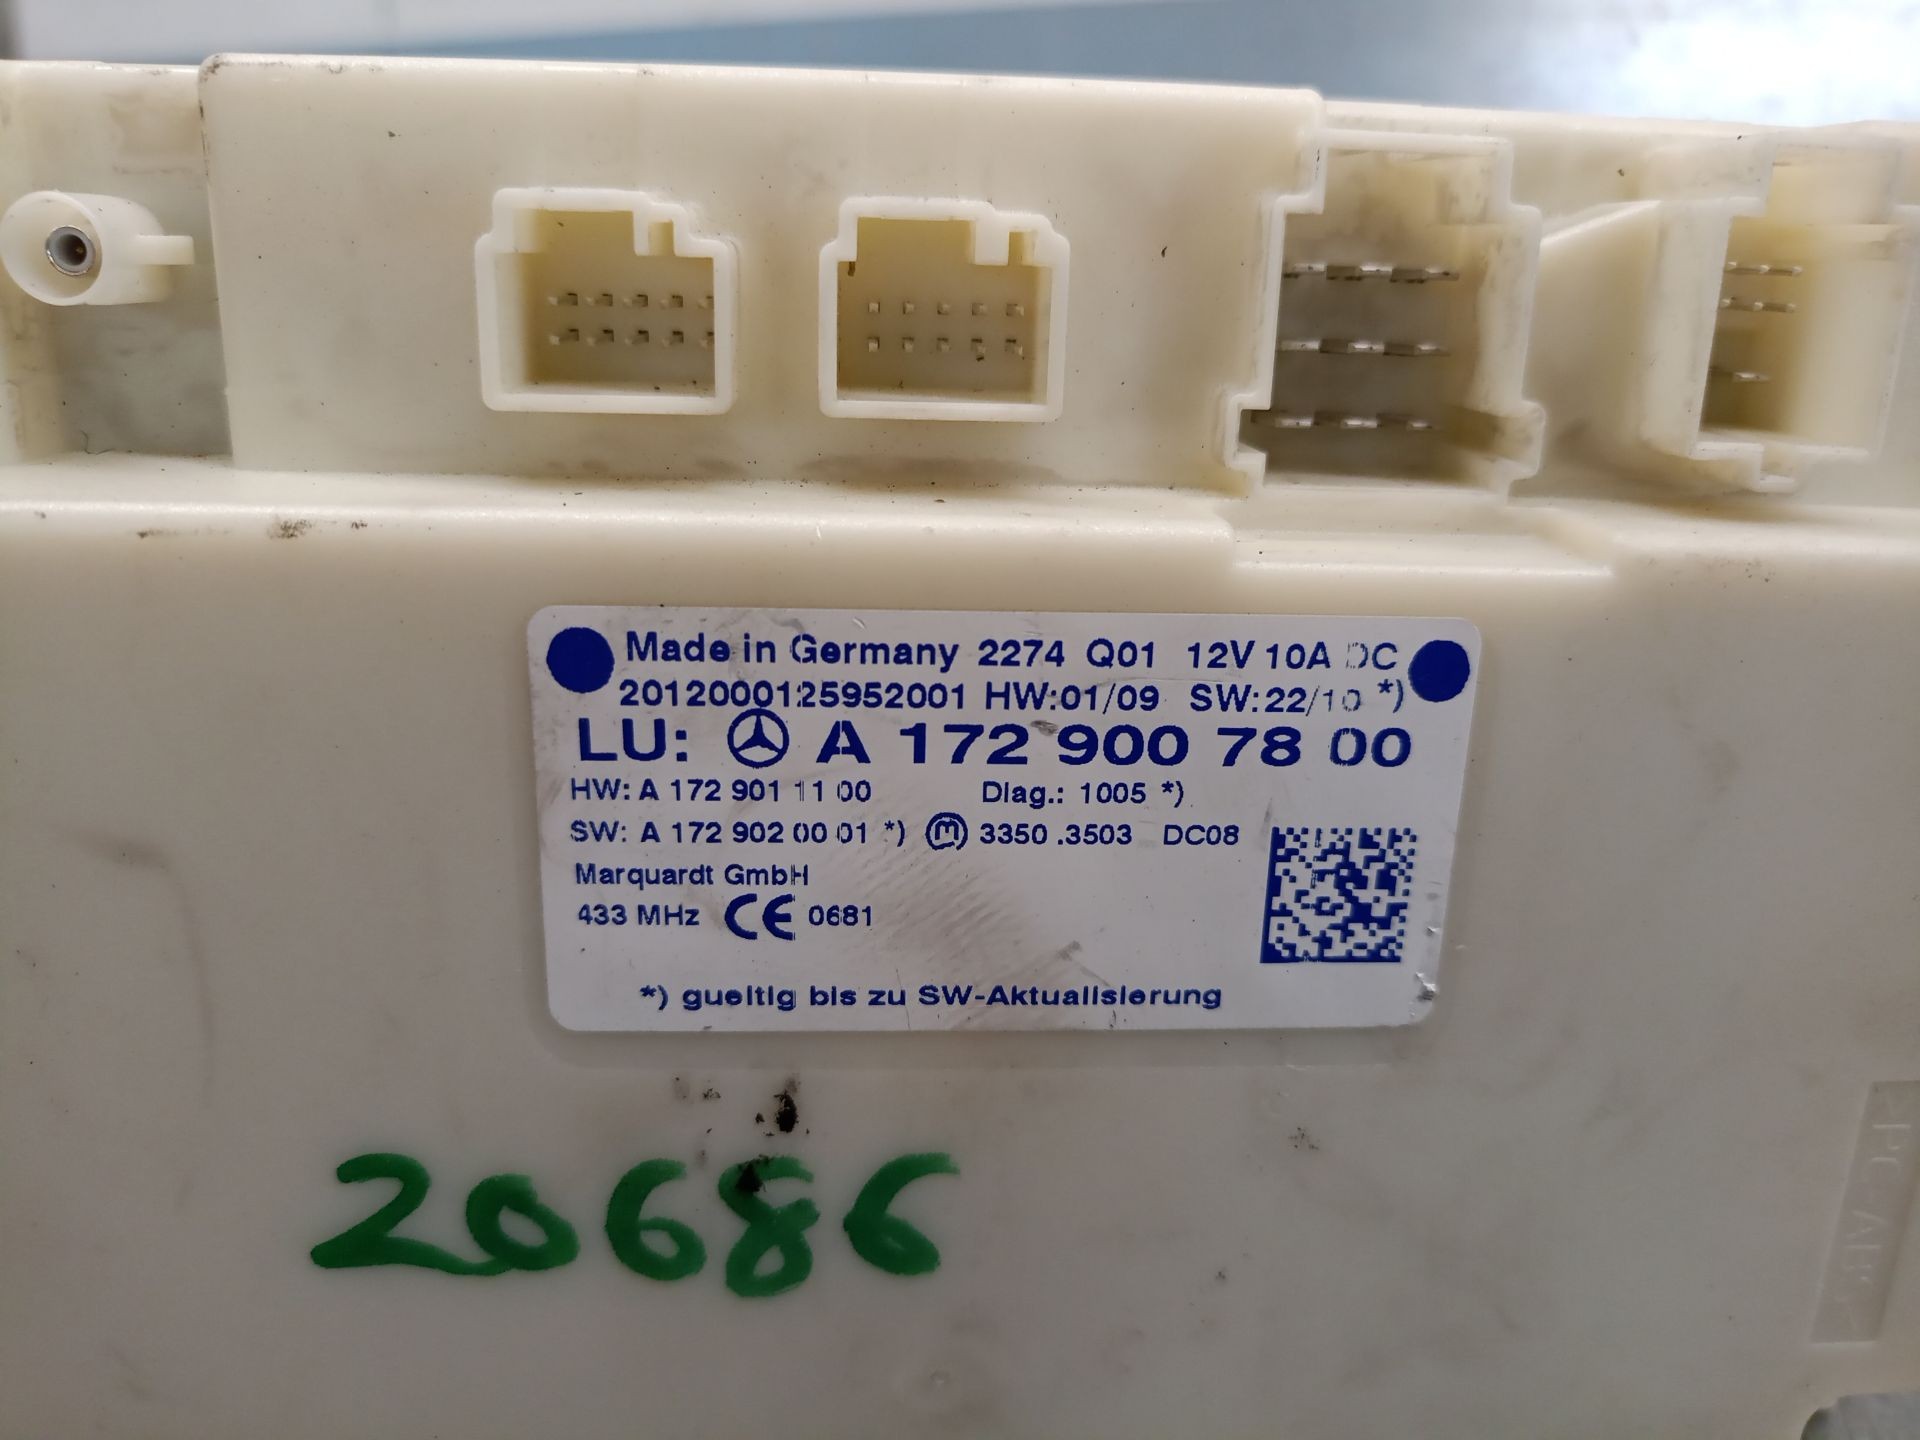 Made in Germany 2274 Q01 12V 10A DC
2012000125952001 HW:01/09 SW:22/10 *)
LU: A 172 900 78 00
HW: A 172 901 11 00 Diag.: 1005 *)
SW: A 172 902 00 01 *) m 3350.3503 DC08
Marquardt GmbH
433 MHz CE 0681
*) gueltig bis zu SW-Aktualisierung
20686
>PC-ABS<